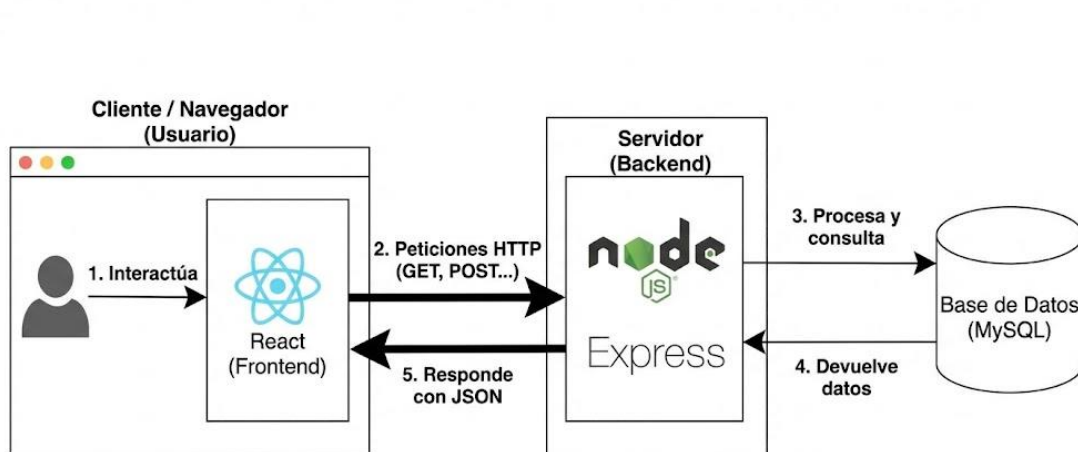 Cliente / Navegador
(Usuario)
1. Interactúa
React
(Frontend)
2. Peticiones HTTP
(GET, POST...)
5. Responde
con JSON
Servidor
(Backend)
node
JS
Express
3. Procesa y
consulta
4. Devuelve
datos
Base de Datos
(MySQL)